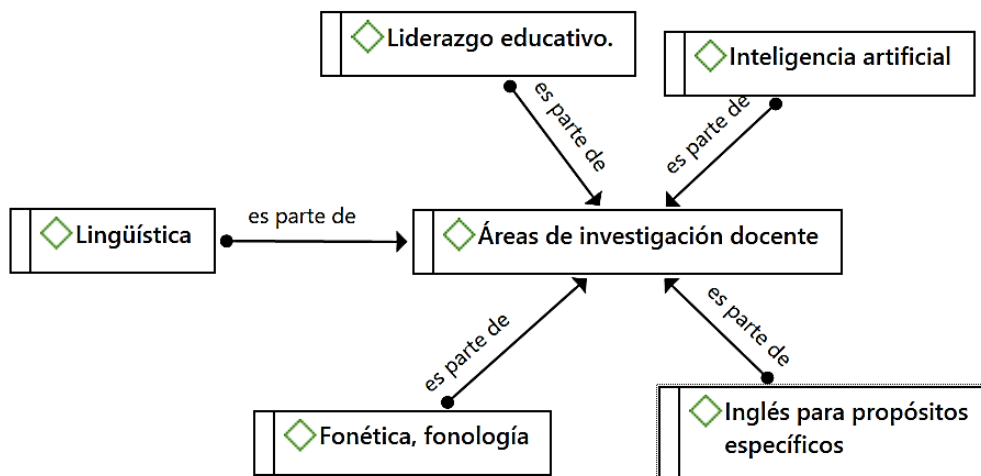 Liderazgo educativo.
Inteligencia artificial
es parte de
es parte de
Lingüística
es parte de
Áreas de investigación docente
es parte de
es parte de
Fonética, fonología
Inglés para propósitos
específicos